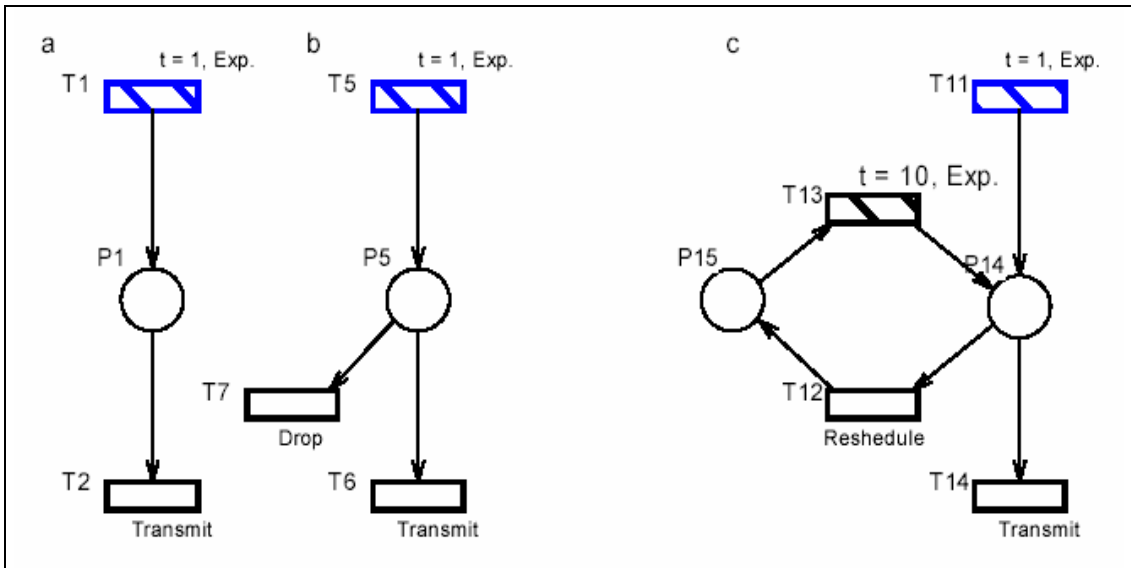 a
b
c
t = 1, Exp.
t = 1, Exp.
t = 1, Exp.
T1
T5
T11
t = 10, Exp.
T13
P1
P5
P15
P14
T7
T12
Drop
Reshedule
T2
T6
T14
Transmit
Transmit
Transmit